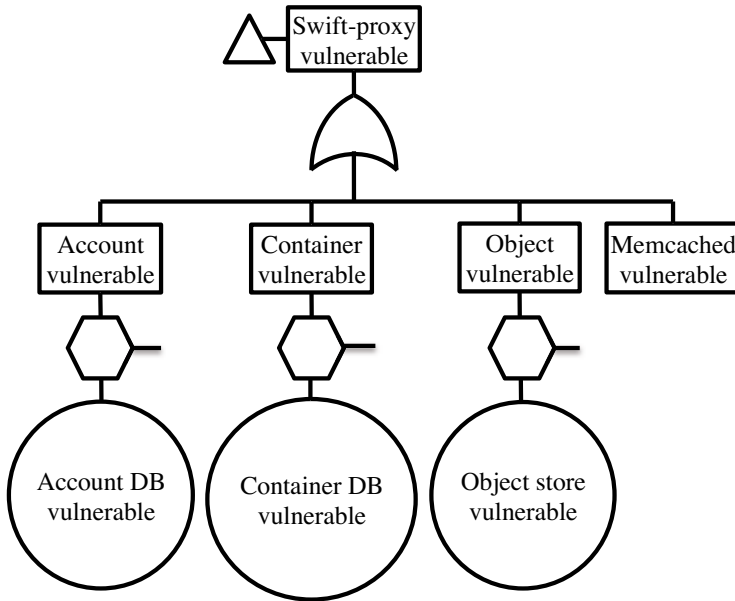 Swift-proxy
vulnerable
Account
vulnerable
Container
vulnerable
Object
vulnerable
Memcached
vulnerable
Account DB
vulnerable
Container DB
vulnerable
Object store
vulnerable